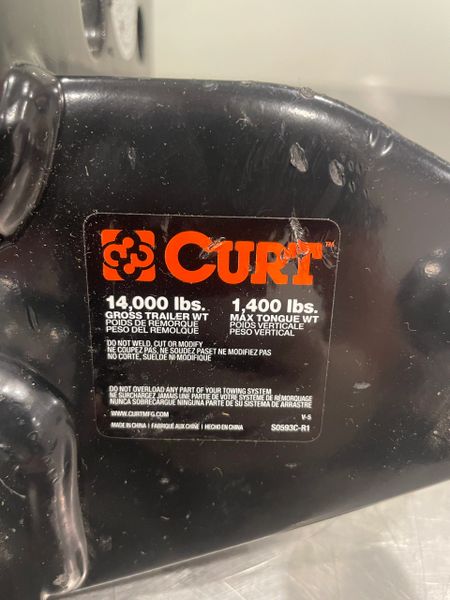 CURT™
14,000 lbs.
GROSS TRAILER WT
POIDS DE REMORQUE
PESO DEL REMOLQUE
1,400 lbs.
MAX TONGUE WT
POIDS VERTICALE
PESO VERTICAL
DO NOT WELD, CUT OR MODIFY
NE COUPEZ PAS, NE SOUDEZ PASET NE MODIFIEZ PAS
NO CORTE, SUELDE NI MODIFIQUE
DO NOT OVERLOAD ANY PART OF YOUR TOWING SYSTEM
NE SURCHARGEZ JAMAIS UNE PARTIE DE VOTRE SYSTÈME DE REMORQUAGE
NUNCA SOBRECARGUE NINGUNA PARTE DE SU SISTEMA DE ARRASTRE
WWW.CURTMFG.COM
V-5
MADE IN CHINA | FABRIQUÉ AUX CHINE | HECHO EN CHINA
S0593C-R1